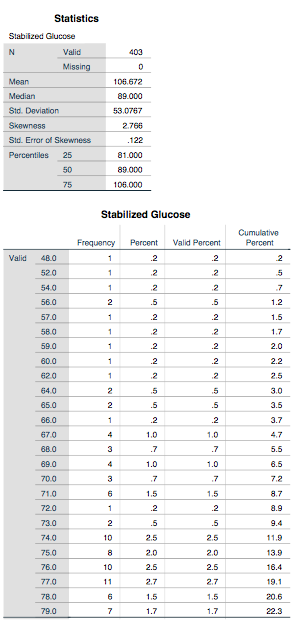 Statistics
Stabilized Glucose
N Valid 403
Missing 0
Mean 106.672
Median 89.000
Std. Deviation 53.0767
Skewness 2.766
Std. Error of Skewness .122
Percentiles 25 81.000
50 89.000
75 106.000
Stabilized Glucose
Frequency Percent Valid Percent Cumulative Percent
Valid 48.0 1 .2 .2 .2
52.0 1 .2 .2 .5
54.0 1 .2 .2 .7
56.0 2 .5 .5 1.2
57.0 1 .2 .2 1.5
58.0 1 .2 .2 1.7
59.0 1 .2 .2 2.0
60.0 1 .2 .2 2.2
62.0 1 .2 .2 2.5
64.0 2 .5 .5 3.0
65.0 2 .5 .5 3.5
66.0 1 .2 .2 3.7
67.0 4 1.0 1.0 4.7
68.0 3 .7 .7 5.5
69.0 4 1.0 1.0 6.5
70.0 3 .7 .7 7.2
71.0 6 1.5 1.5 8.7
72.0 1 .2 .2 8.9
73.0 2 .5 .5 9.4
74.0 10 2.5 2.5 11.9
75.0 8 2.0 2.0 13.9
76.0 10 2.5 2.5 16.4
77.0 11 2.7 2.7 19.1
78.0 6 1.5 1.5 20.6
79.0 7 1.7 1.7 22.3